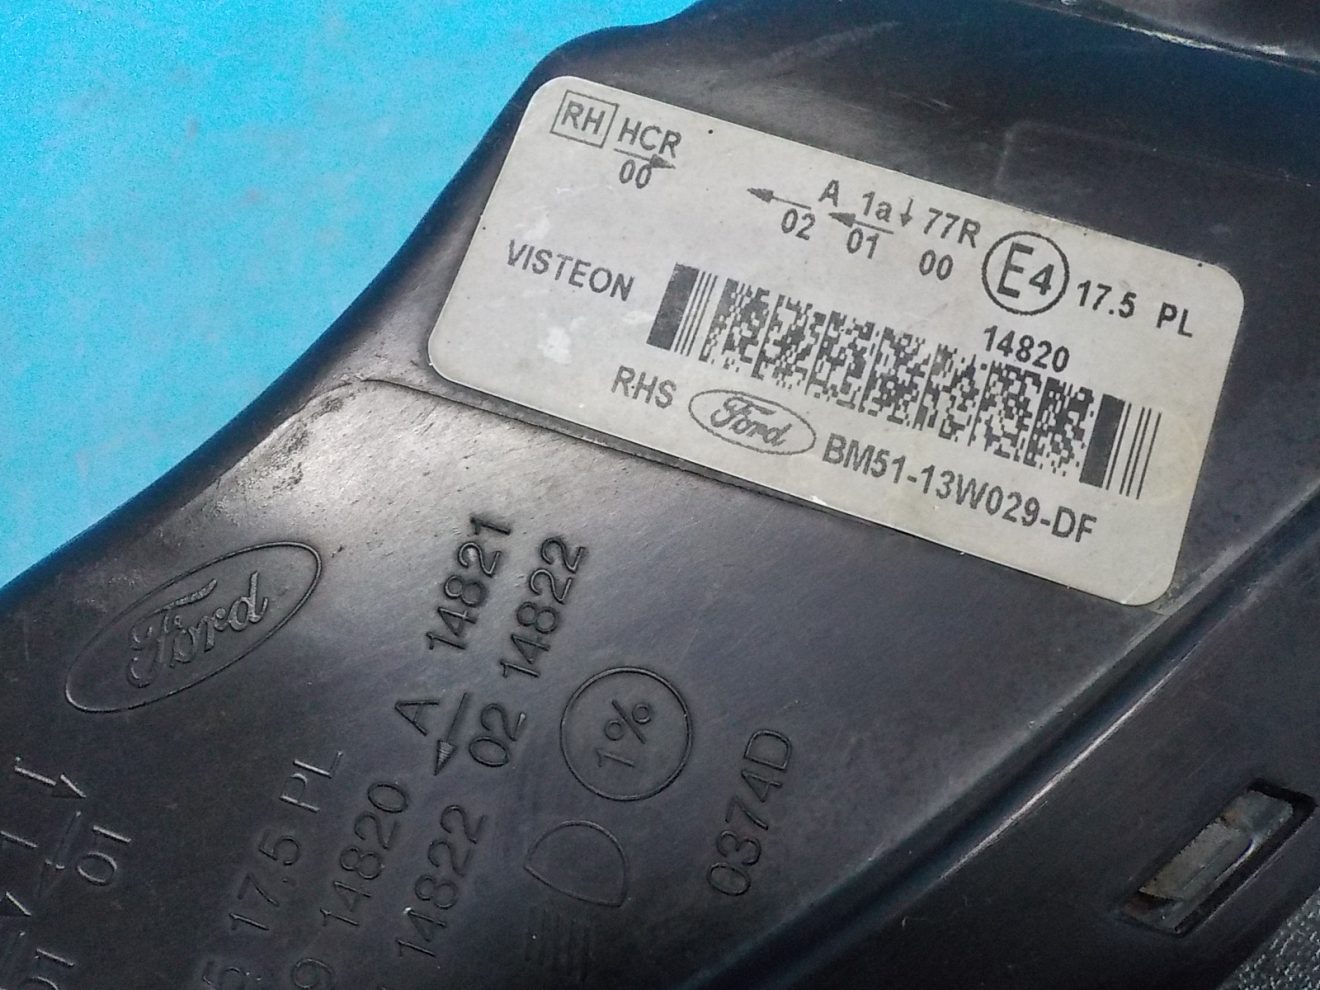 RH HCR
00
A 1a 77R
02 01 00
E4 17.5 PL
14820
VISTEON
RHS Ford BM51-13W029-DF
Ford
A 14821
02 14822
1%
0374D
17,5 PL
14820
14822
01